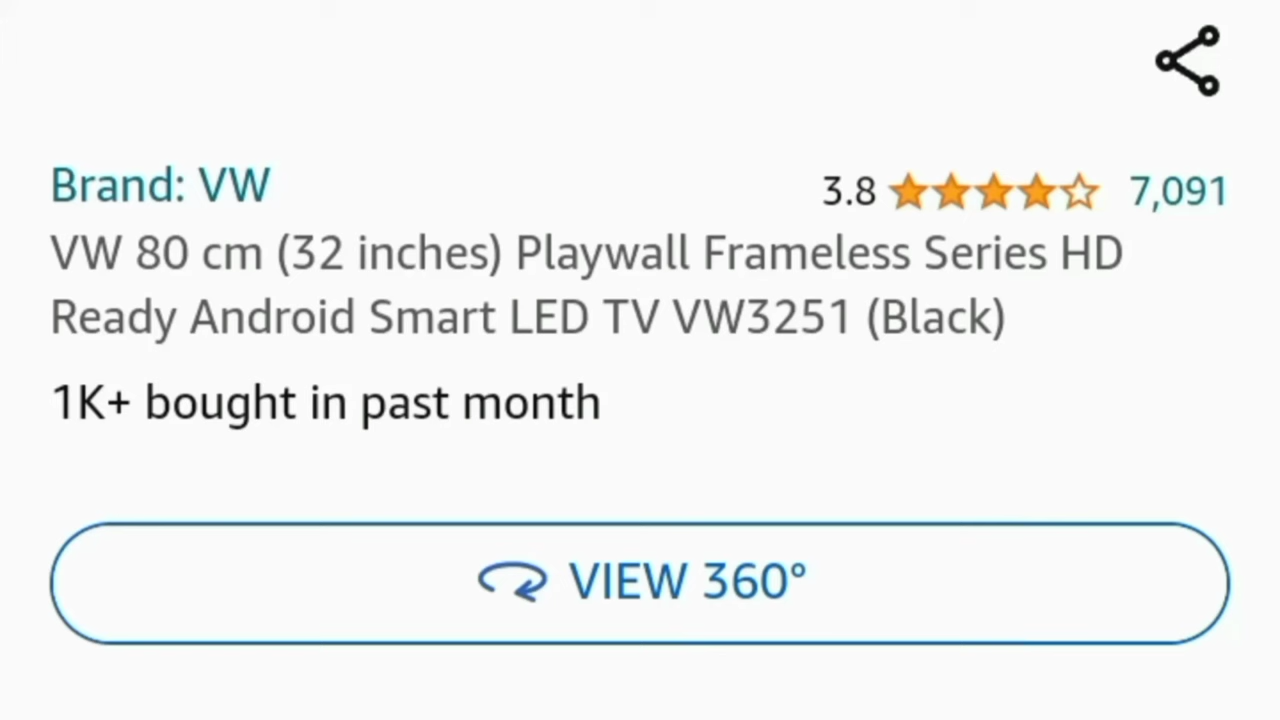 Brand: VW
3.8 7,091
VW 80 cm (32 inches) Playwall Frameless Series HD
Ready Android Smart LED TV VW3251 (Black)
1K+ bought in past month
VIEW 360°